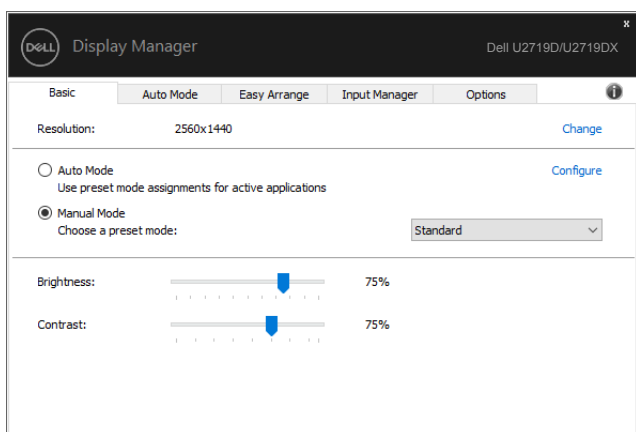 x
DELL Display Manager
Dell U2719D/U2719DX
Basic Auto Mode Easy Arrange Input Manager Options
Resolution: 2560x1440 Change
Auto Mode Configure
Use preset mode assignments for active applications
Manual Mode
Choose a preset mode: Standard
Brightness: 75%
Contrast: 75%